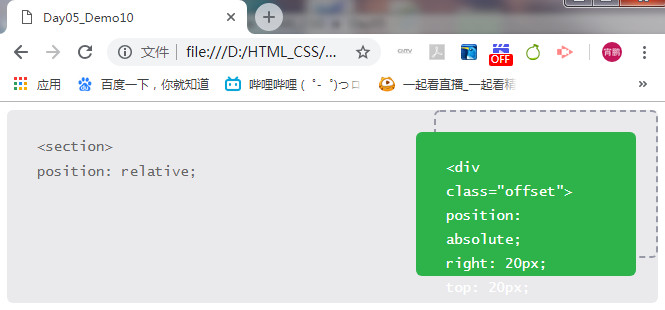 Day05_Demo10
文件 file:///D:/HTML_CSS/...
OFF
宵鹏
应用 百度一下,你就知道 哔哩哔哩 ( ゜- ゜)つロ 一起看直播_一起看精
<section>
position: relative;
<div
class="offset">
position:
absolute;
right: 20px;
top: 20px;